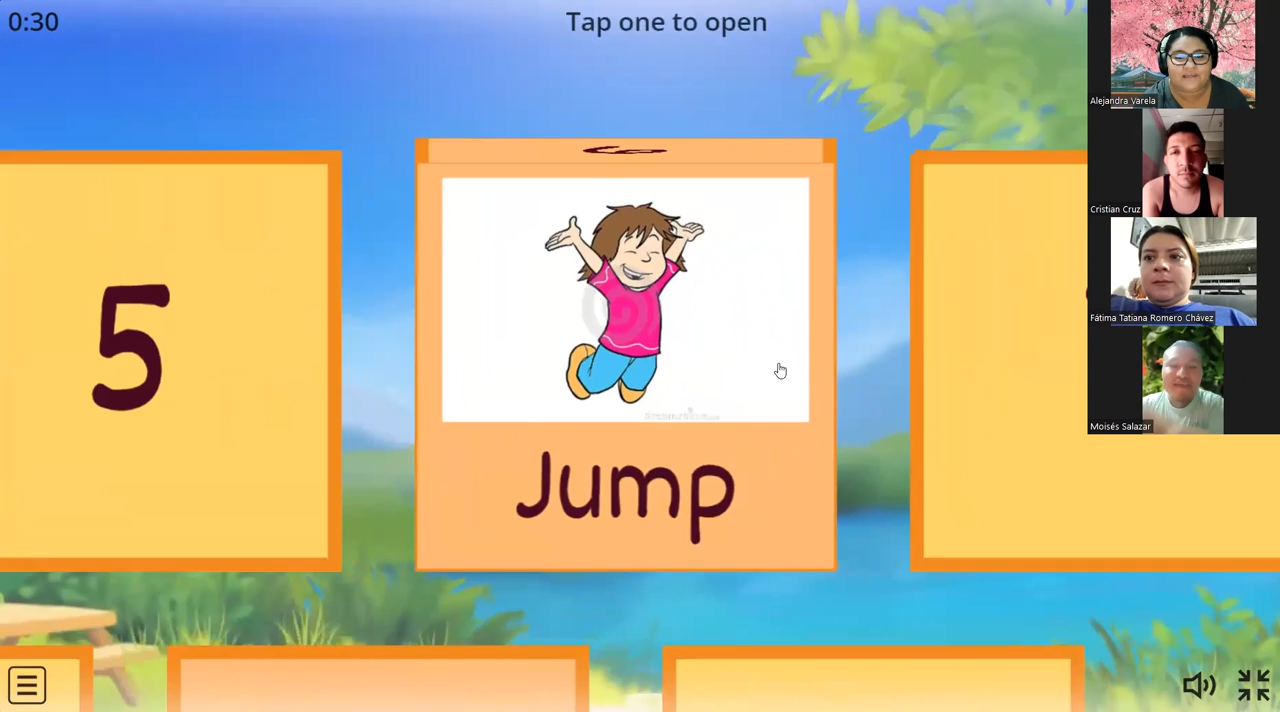 0:30
Tap one to open
5
Jump
Alejandra Varela
Cristian Cruz
Fátima Tatiana Romero Chávez
Moisés Salazar